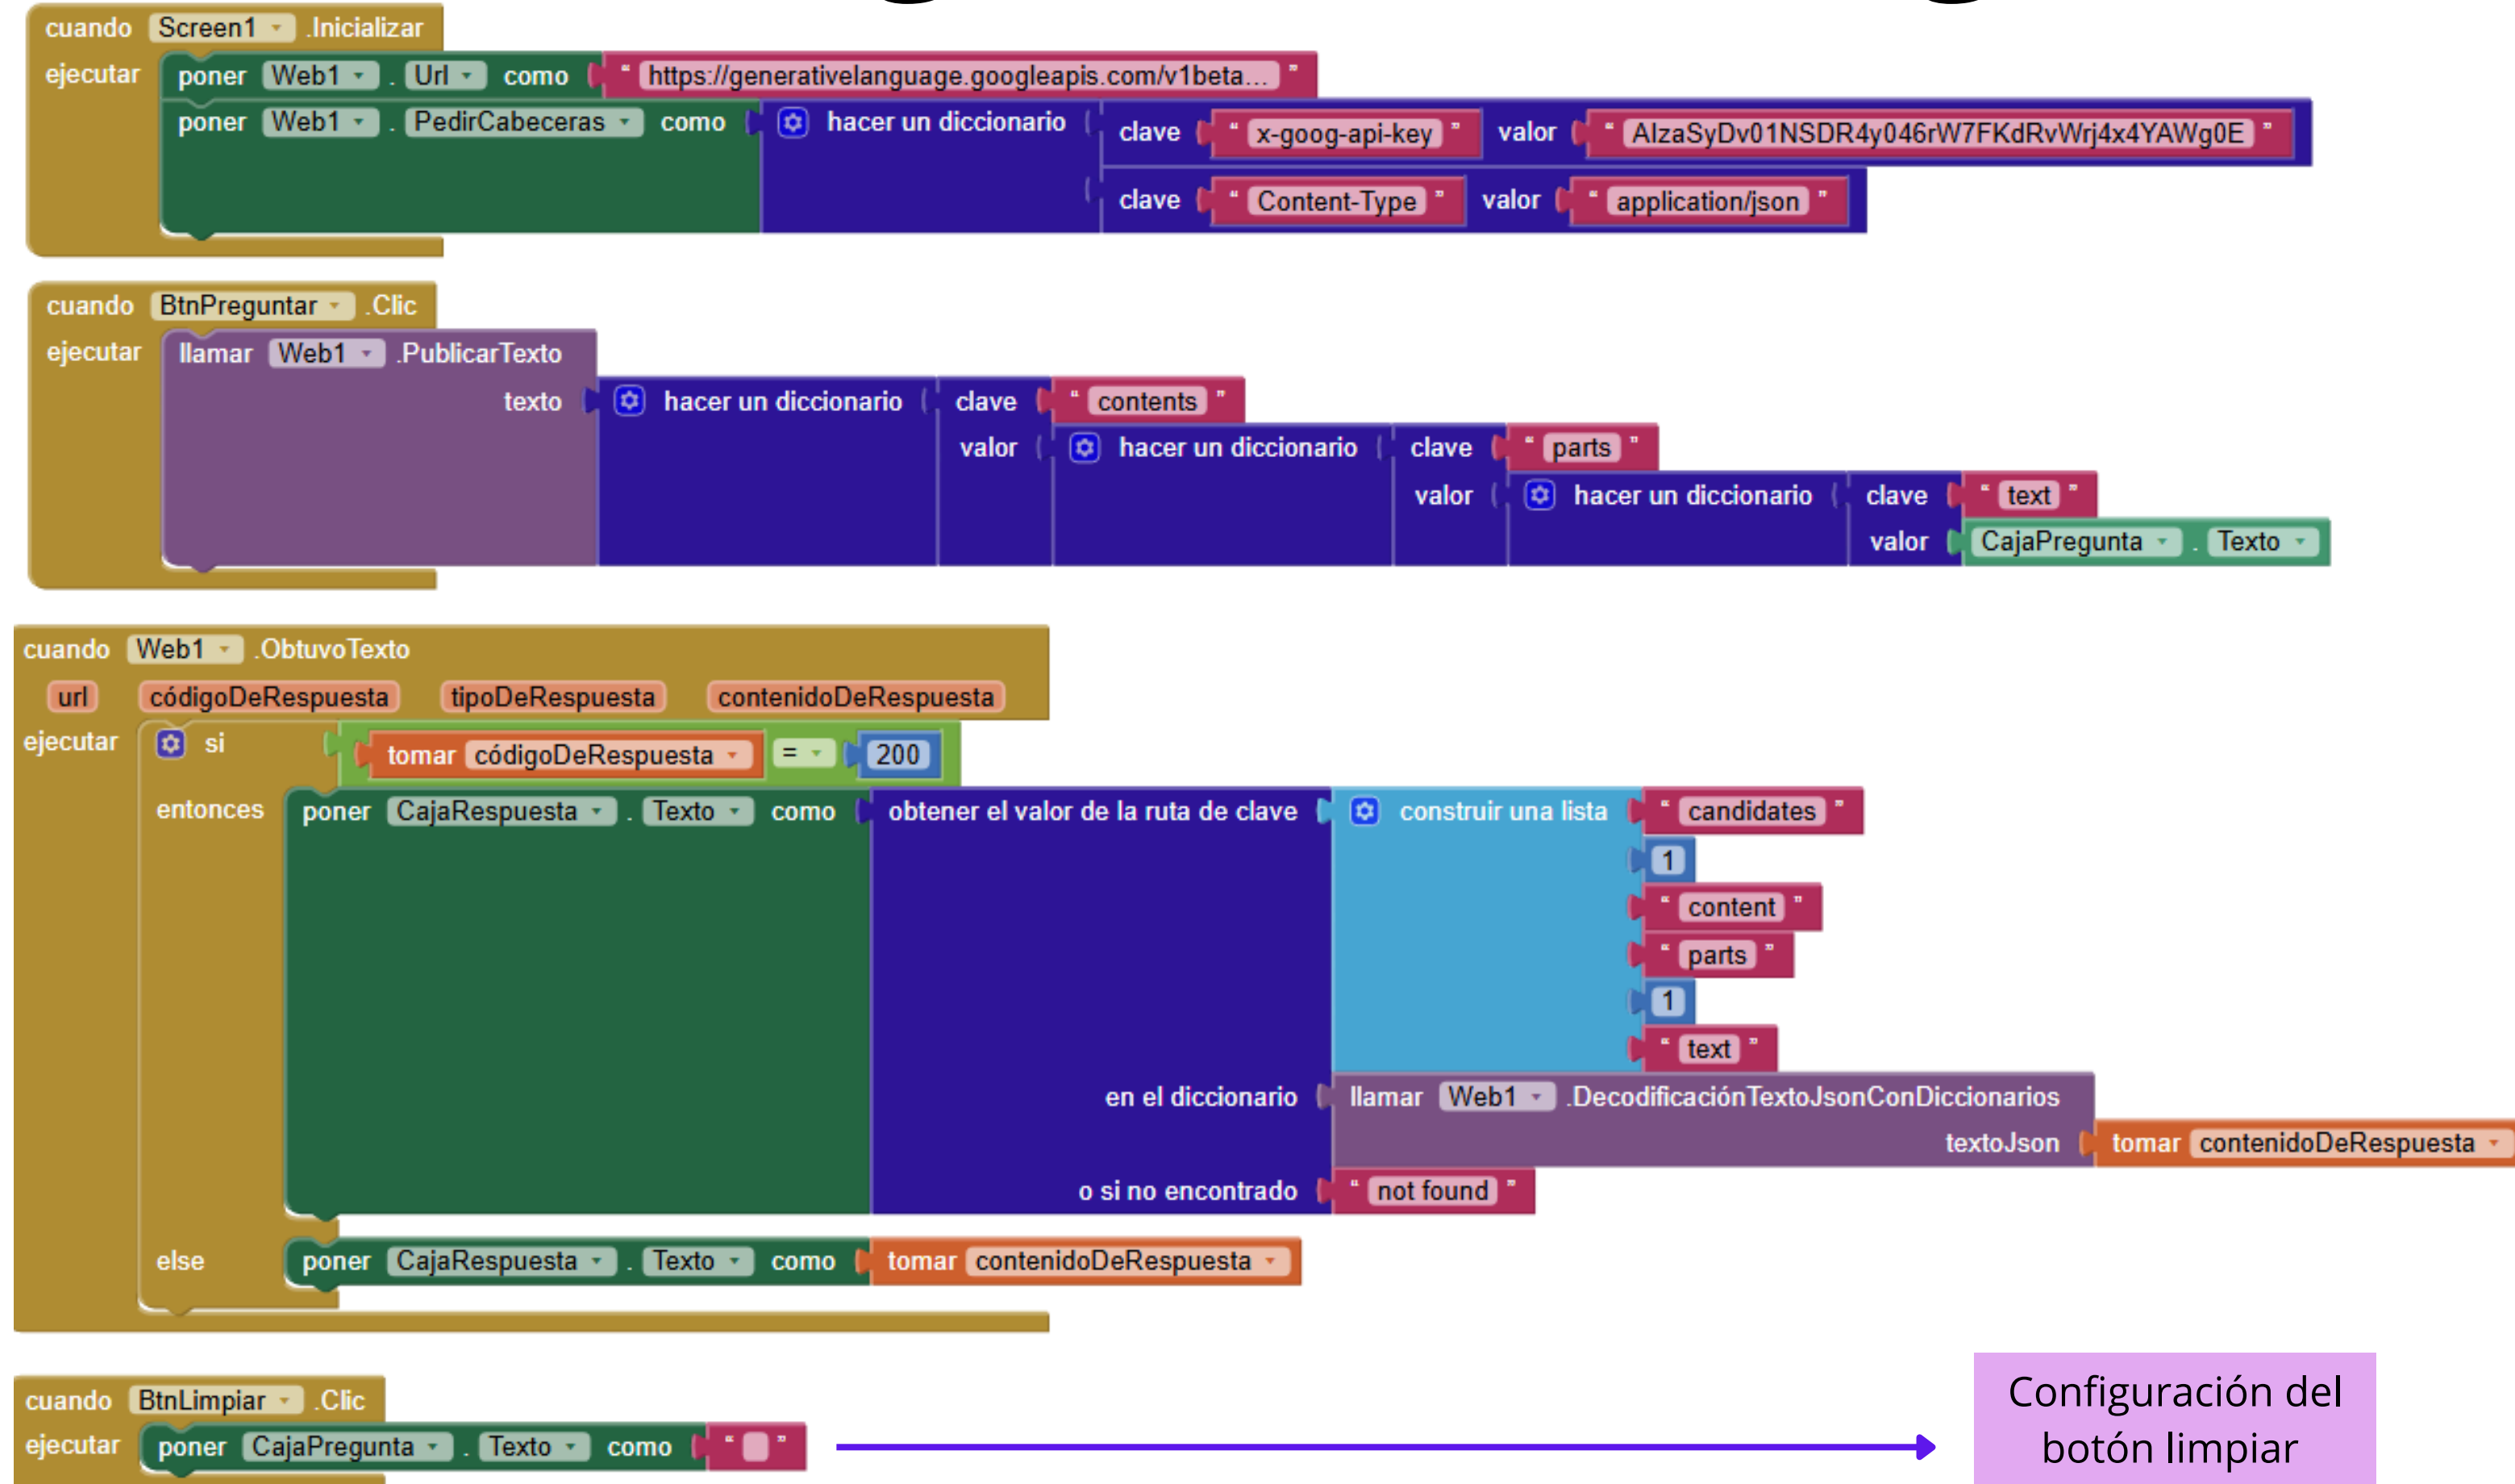 cuando Screen1 .Inicializar
ejecutar poner Web1 . Url como " https://generativelanguage.googleapis.com/v1beta... "
poner Web1 . PedirCabeceras como hacer un diccionario clave " x-goog-api-key " valor " AIzaSyDv01NSDR4y046rW7FKdRvWrj4x4YAWg0E "
clave " Content-Type " valor " application/json "
cuando BtnPreguntar .Clic
ejecutar llamar Web1 .PublicarTexto
texto hacer un diccionario clave " contents "
valor hacer un diccionario clave " parts "
valor hacer un diccionario clave " text "
valor CajaPregunta . Texto
cuando Web1 .ObtuvoTexto
url códigoDeRespuesta tipoDeRespuesta contenidoDeRespuesta
ejecutar si tomar códigoDeRespuesta = 200
entonces poner CajaRespuesta . Texto como obtener el valor de la ruta de clave construir una lista " candidates "
1
" content "
" parts "
1
" text "
en el diccionario llamar Web1 .DecodificaciónTextoJsonConDiccionarios
textoJson tomar contenidoDeRespuesta
o si no encontrado " not found "
else poner CajaRespuesta . Texto como tomar contenidoDeRespuesta
cuando BtnLimpiar .Clic
ejecutar poner CajaPregunta . Texto como " "
Configuración del
botón limpiar